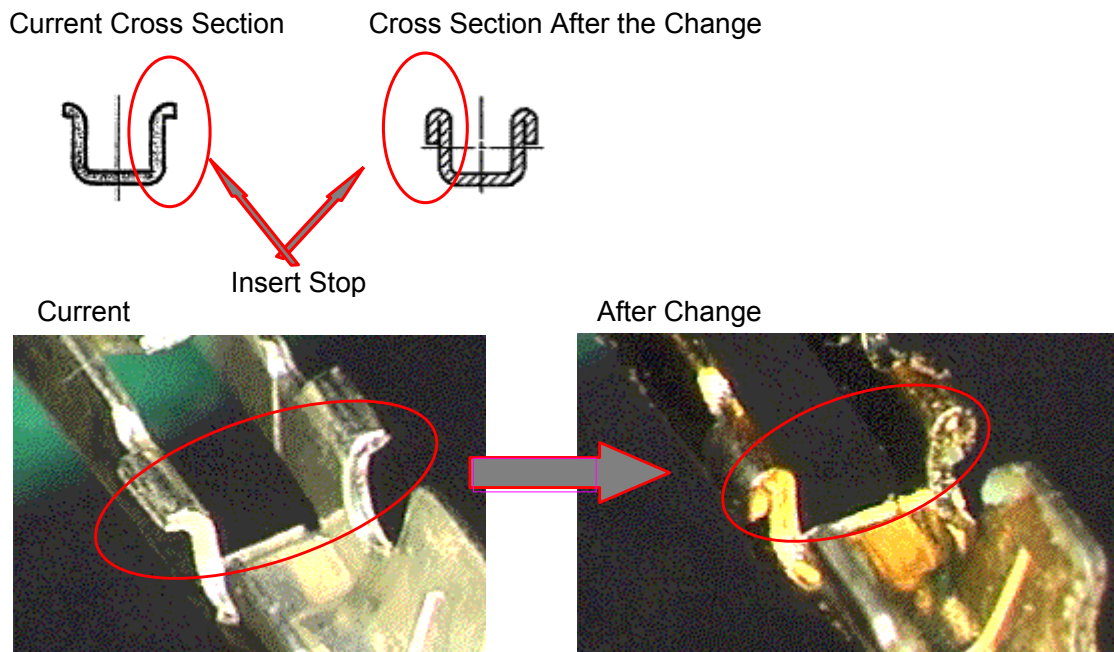 Current Cross Section
Cross Section After the Change
Insert Stop
Current
After Change